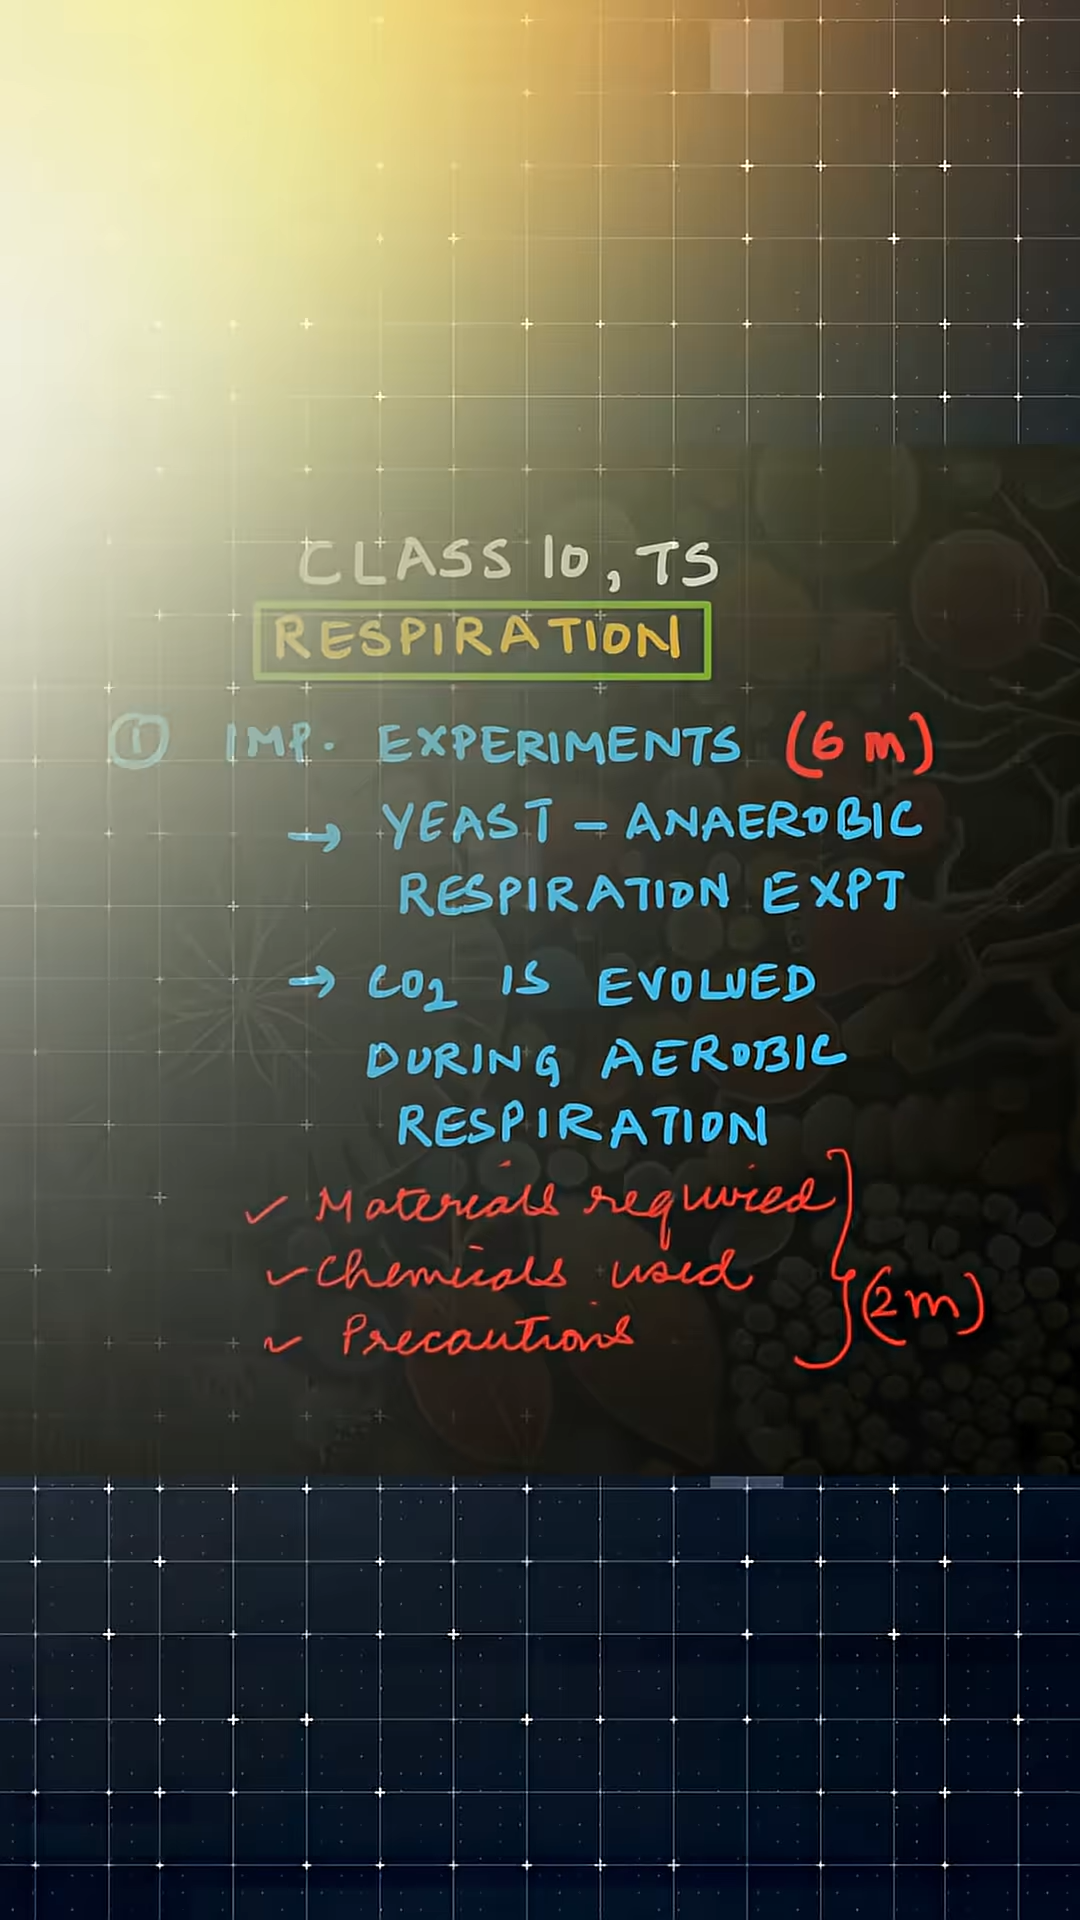 CLASS 10, TS
RESPIRATION
① IMP. EXPERIMENTS (6 m)
→ YEAST - ANAEROBIC
RESPIRATION EXPT
→ CO₂ IS EVOLVED
DURING AEROBIC
RESPIRATION
✓ Materials required
✓ Chemicals used
✓ Precautions
(2m)